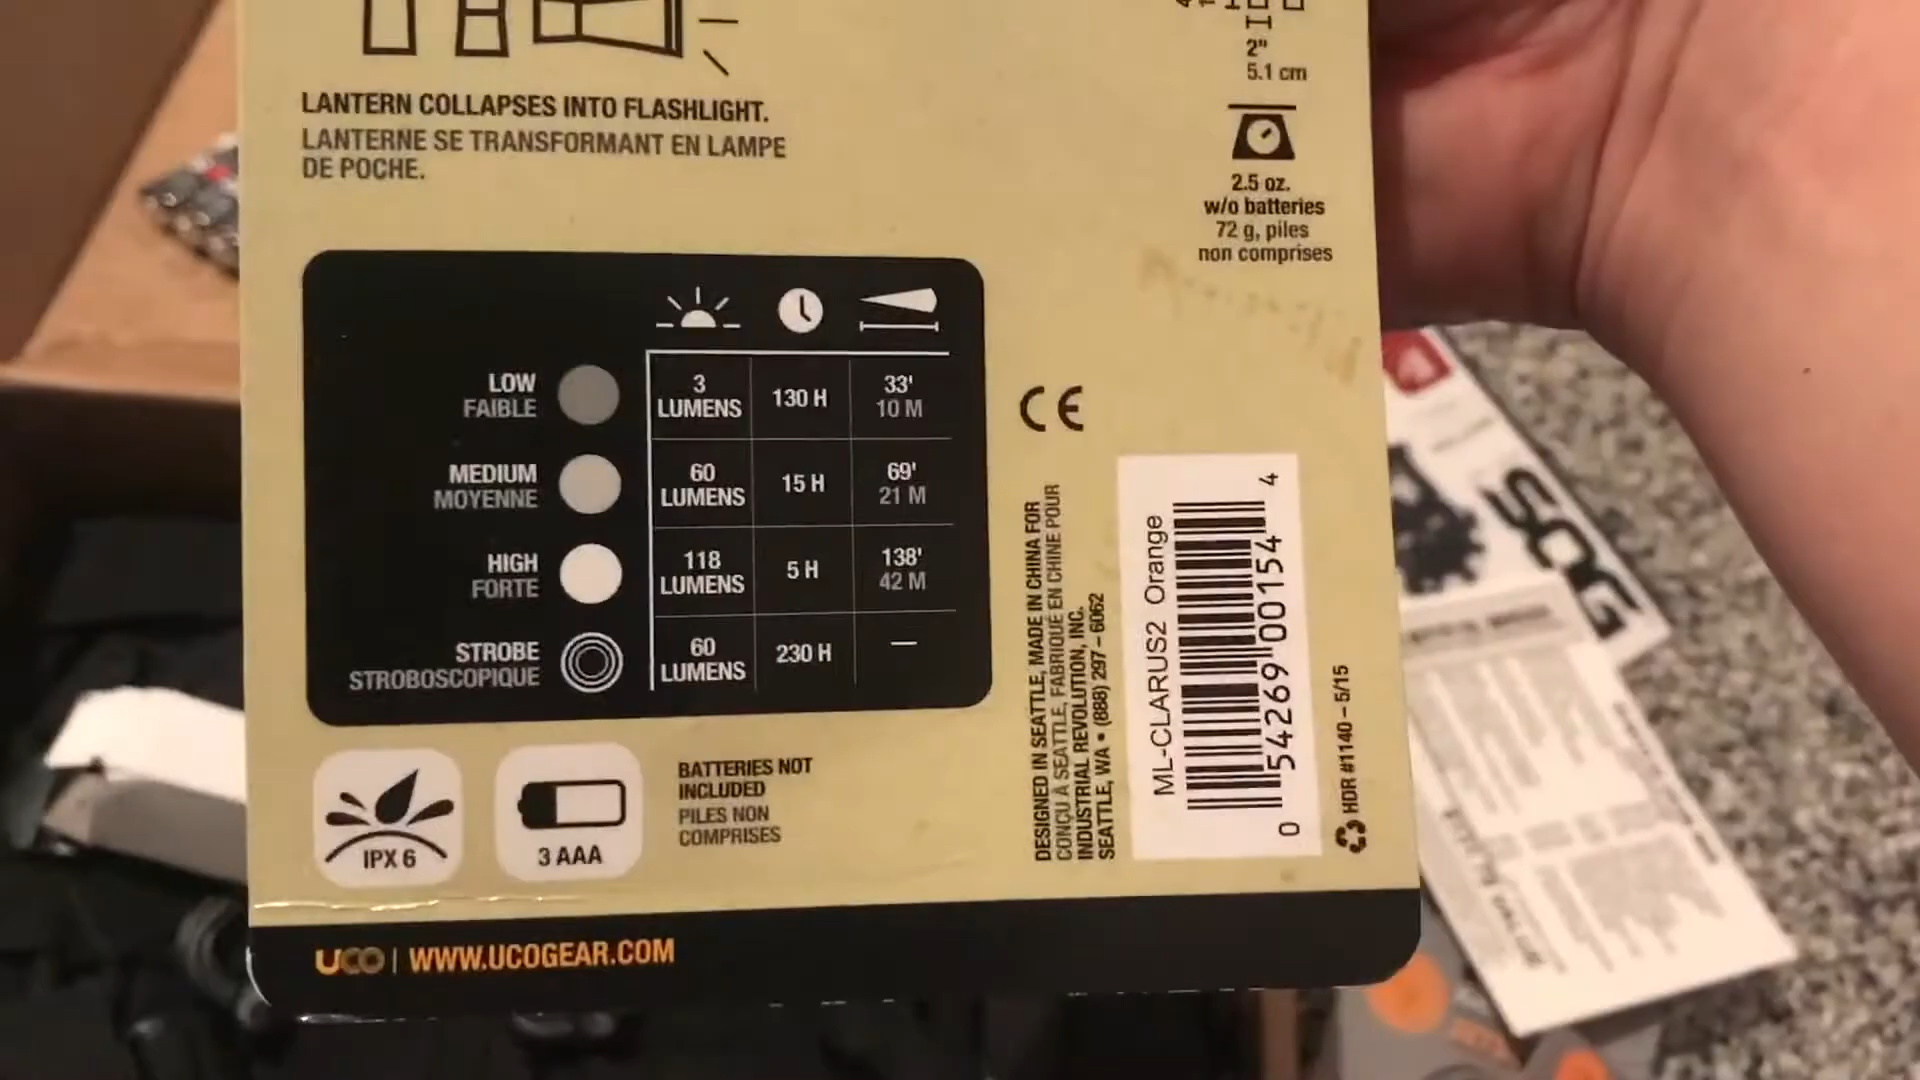 2"
5.1 cm
LANTERN COLLAPSES INTO FLASHLIGHT.
LANTERNE SE TRANSFORMANT EN LAMPE
DE POCHE.
2.5 oz.
w/o batteries
72 g, piles
non comprises
LOW
FAIBLE
3
LUMENS
130 H
33'
10 M
MEDIUM
MOYENNE
60
LUMENS
15 H
69'
21 M
HIGH
FORTE
118
LUMENS
5 H
138'
42 M
STROBE
STROBOSCOPIQUE
60
LUMENS
230 H
—
CE
DESIGNED IN SEATTLE, MADE IN CHINA FOR
CONÇU À SEATTLE, FABRIQUÉ EN CHINE POUR
INDUSTRIAL REVOLUTION, INC.
SEATTLE, WA • (888) 297-6062
ML-CLARUS2 Orange
0 54269 00154 4
HDR #1140 – 5/15
IPX 6
3 AAA
BATTERIES NOT
INCLUDED
PILES NON
COMPRISES
UCO | WWW.UCOGEAR.COM
SOG